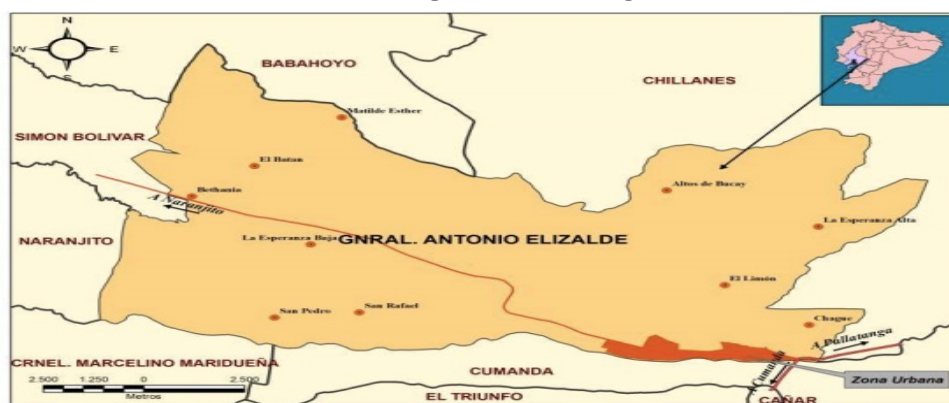 N
W
E
S
BABAHOYO
CHILLANES
Matilde Esther
SIMON BOLIVAR
El Batan
Bethania
Altos de Bucay
A Naranjito
La Esperanza Alta
NARANJITO
La Esperanza Baja
GNRAL. ANTONIO ELIZALDE
El Limón
San Pedro
San Rafael
Chague
A Pallatanga
CRNEL. MARCELINO MARIDUEÑA
CUMANDA
A Cumanda
Zona Urbana
2.500 1.250 0 2.500
Metros
EL TRIUNFO
CAÑAR